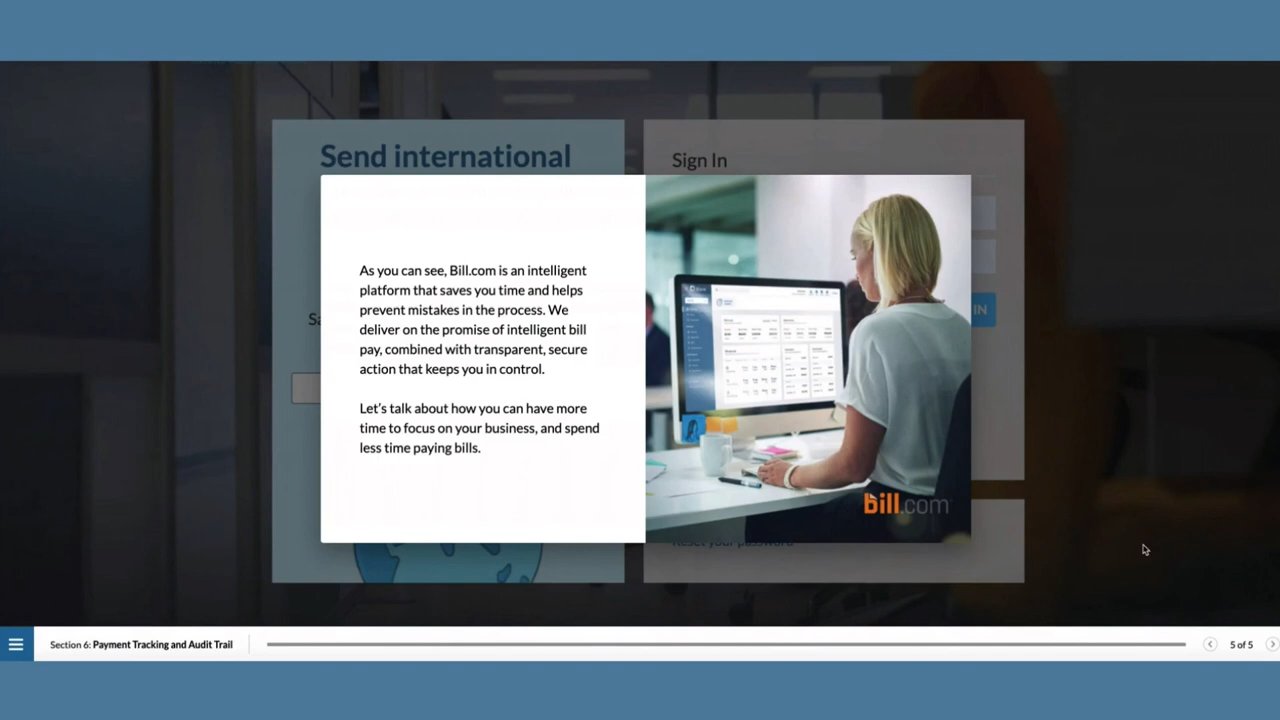 Send international
Sign In
As you can see, Bill.com is an intelligent
platform that saves you time and helps
prevent mistakes in the process. We
deliver on the promise of intelligent bill
pay, combined with transparent, secure
action that keeps you in control.
Let's talk about how you can have more
time to focus on your business, and spend
less time paying bills.
IN
bill.com
Reset your password
Section 6: Payment Tracking and Audit Trail
5 of 5